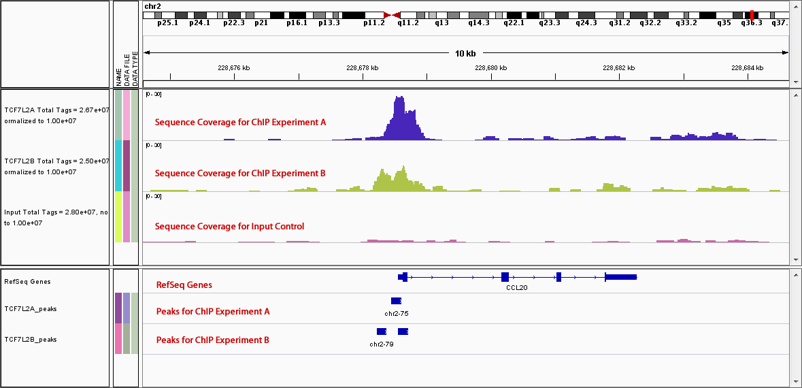 chr2
p25.1 p24.1 p22.3 p21 p16.1 p13.3 p11.2 q11.2 q13 q14.3 q22.1 q23.3 q24.3 q31.2 q32.2 q33.3 q35 q36.3 q37.
10 kb
228,676 kb 228,678 kb 228,680 kb 228,682 kb 228,684 kb
NAME
DATA FILE
DATA TYPE
TCF7L2A Total Tags = 2.67e+07
ormalized to 1.00e+07
[0 - 30]
Sequence Coverage for ChIP Experiment A
TCF7L2B Total Tags = 2.50e+07
ormalized to 1.00e+07
[0 - 30]
Sequence Coverage for ChIP Experiment B
Input Total Tags = 2.80e+07, no
to 1.00e+07
[0 - 30]
Sequence Coverage for Input Control
RefSeq Genes
RefSeq Genes
CCL20
TCF7L2A_peaks
Peaks for ChIP Experiment A
chr2-75
TCF7L2B_peaks
Peaks for ChIP Experiment B
chr2-79